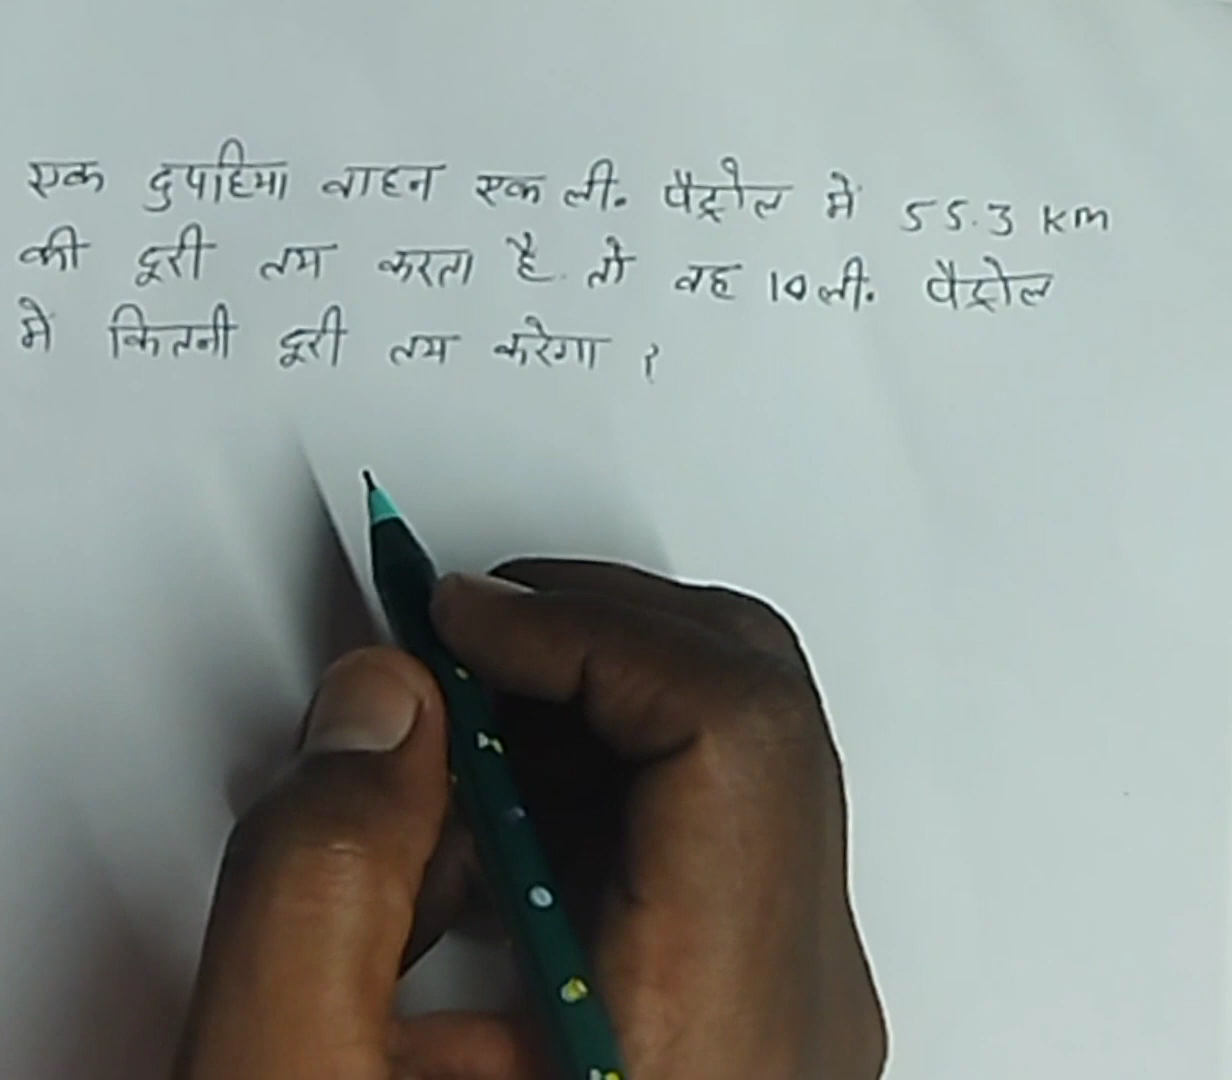 एक दुपहिया वाहन एक ली. पैट्रोल में 55.3 km
की दूरी तय करता है. तो वह 10 ली. पैट्रोल
में कितनी दूरी तय करेगा ?